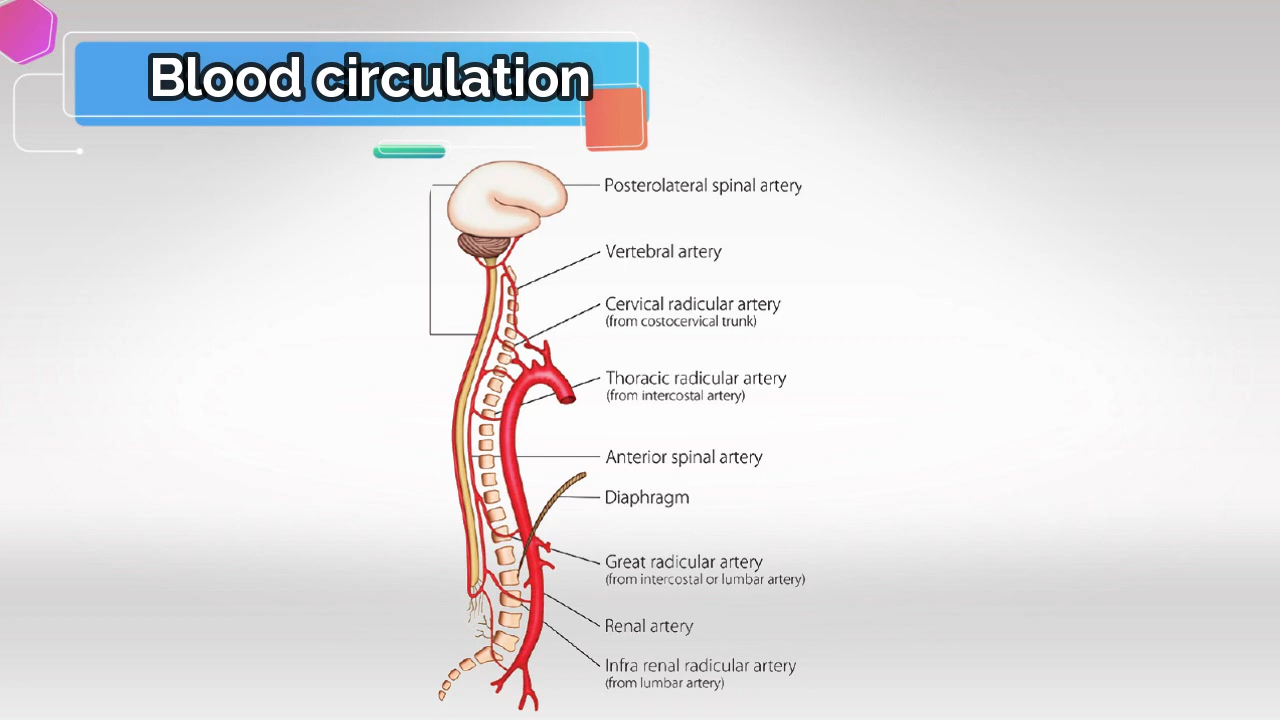 Blood circulation
Posterolateral spinal artery
Vertebral artery
Cervical radicular artery
(from costocervical trunk)
Thoracic radicular artery
(from intercostal artery)
Anterior spinal artery
Diaphragm
Great radicular artery
(from intercostal or lumbar artery)
Renal artery
Infra renal radicular artery
(from lumbar artery)